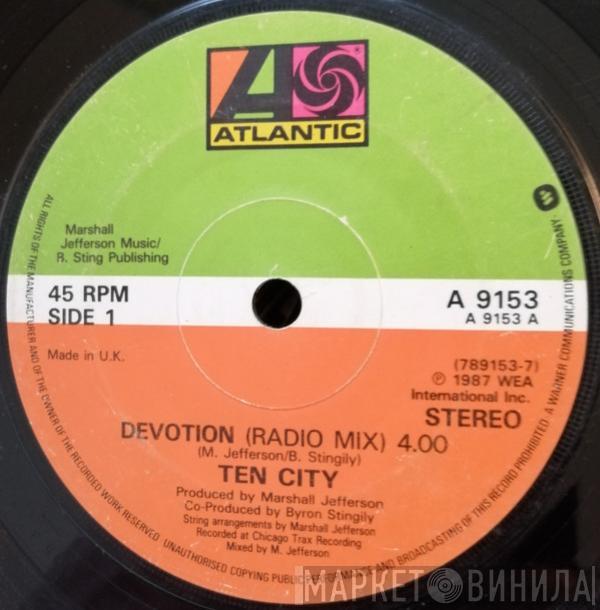 ATLANTIC
Marshall
Jefferson Music/
R. Sting Publishing
45 RPM
SIDE 1
A 9153
A 9153 A
Made in U.K.
(789153-7)
℗ 1987 WEA
International Inc.
STEREO
DEVOTION (RADIO MIX) 4.00
(M. Jefferson/B. Stingily)
TEN CITY
Produced by Marshall Jefferson
Co-Produced by Byron Stingily
String arrangements by Marshall Jefferson
Recorded at Chicago Trax Recording
Mixed by M. Jefferson
ALL RIGHTS OF THE MANUFACTURER AND OF THE OWNER OF THE RECORDED WORK RESERVED. UNAUTHORISED COPYING PUBLIC PERFORMANCE AND BROADCASTING OF THIS RECORD PROHIBITED. A WARNER COMMUNICATIONS COMPANY.
МАРКЕТ ВИНИЛА